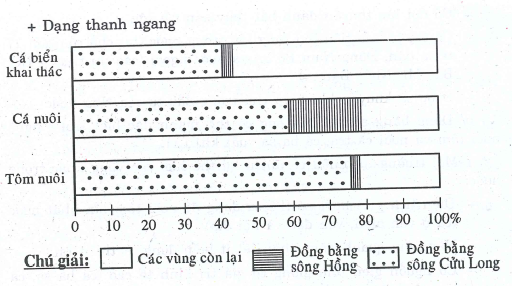 + Dạng thanh ngang
Cá biển
khai thác
Cá nuôi
Tôm nuôi
0 10 20 30 40 50 60 70 80 90 100%
Chú giải: Các vùng còn lại Đồng bằng sông Hồng Đồng bằng sông Cửu Long